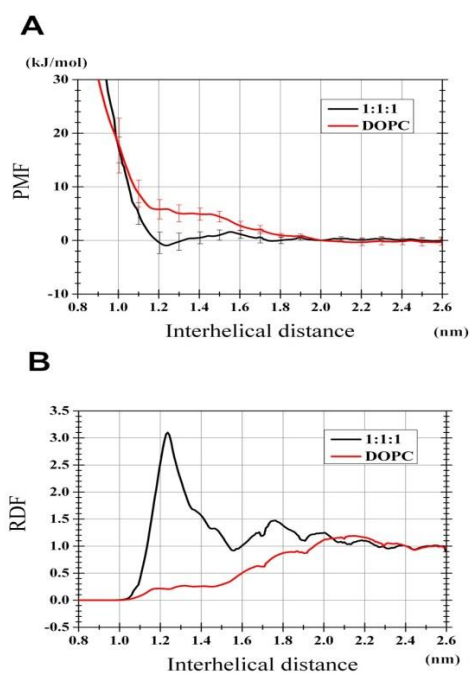 A
(kJ/mol)
30
20
10
0
-10
PMF
1:1:1
DOPC
0.8 1.0 1.2 1.4 1.6 1.8 2.0 2.2 2.4 2.6
Interhelical distance (nm)
B
3.5
3.0
2.5
2.0
1.5
1.0
0.5
0.0
-0.5
RDF
1:1:1
DOPC
0.8 1.0 1.2 1.4 1.6 1.8 2.0 2.2 2.4 2.6
(nm)
Interhelical distance